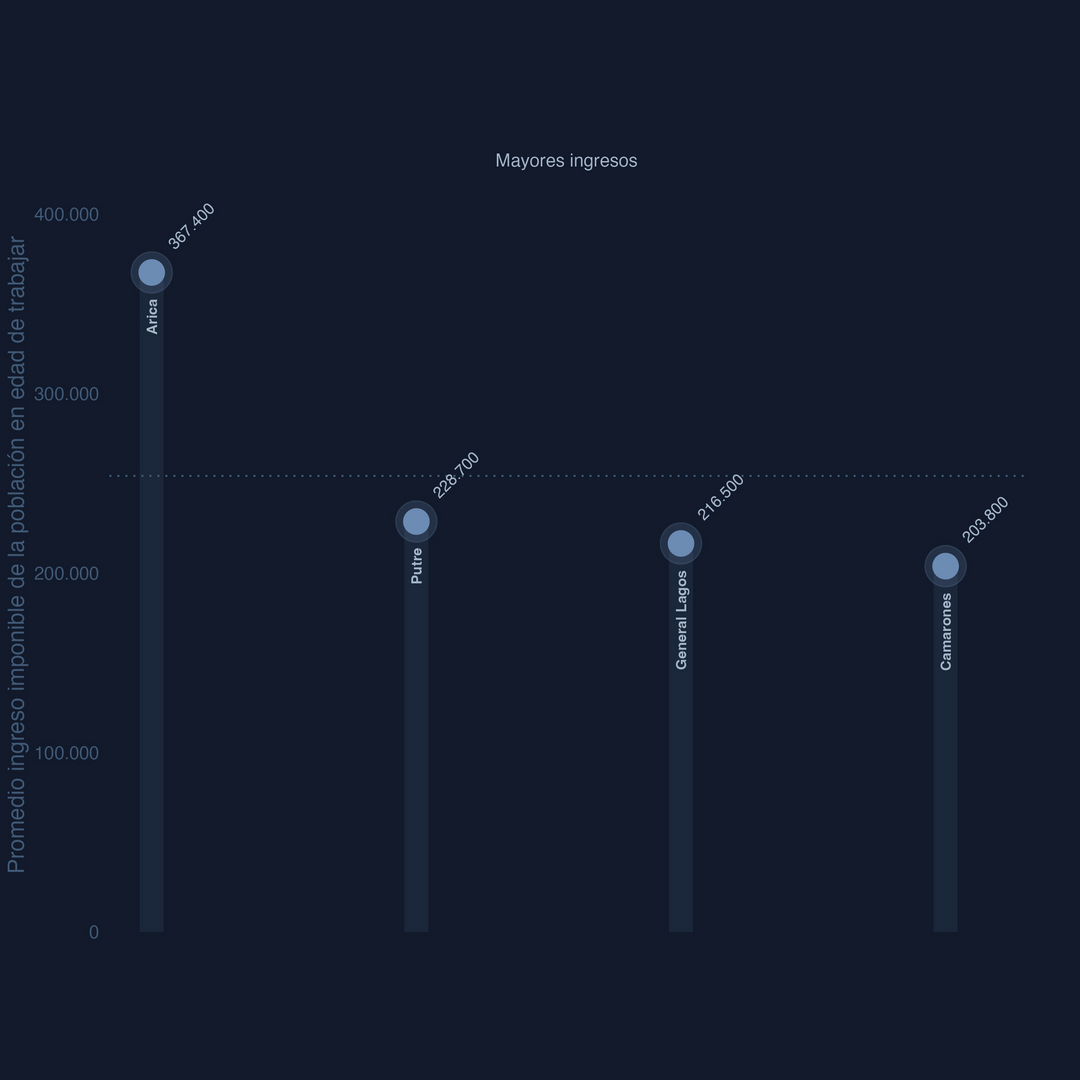 Mayores ingresos
Promedio ingreso imponible de la población en edad de trabajar
400.000
300.000
200.000
100.000
0
367.400
Arica
228.700
Putre
216.500
General Lagos
203.800
Camarones